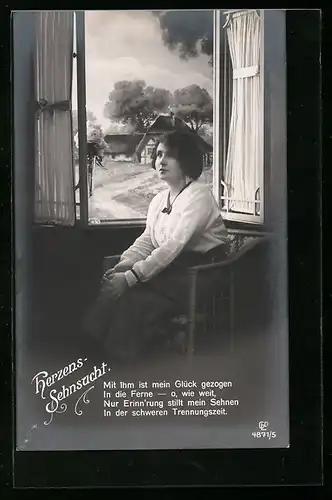 Herzens-
Sehnsucht.
Mit Ihm ist mein Glück gezogen
In die Ferne — o, wie weit,
Nur Erinn'rung stillt mein Sehnen
In der schweren Trennungszeit.
4871/5